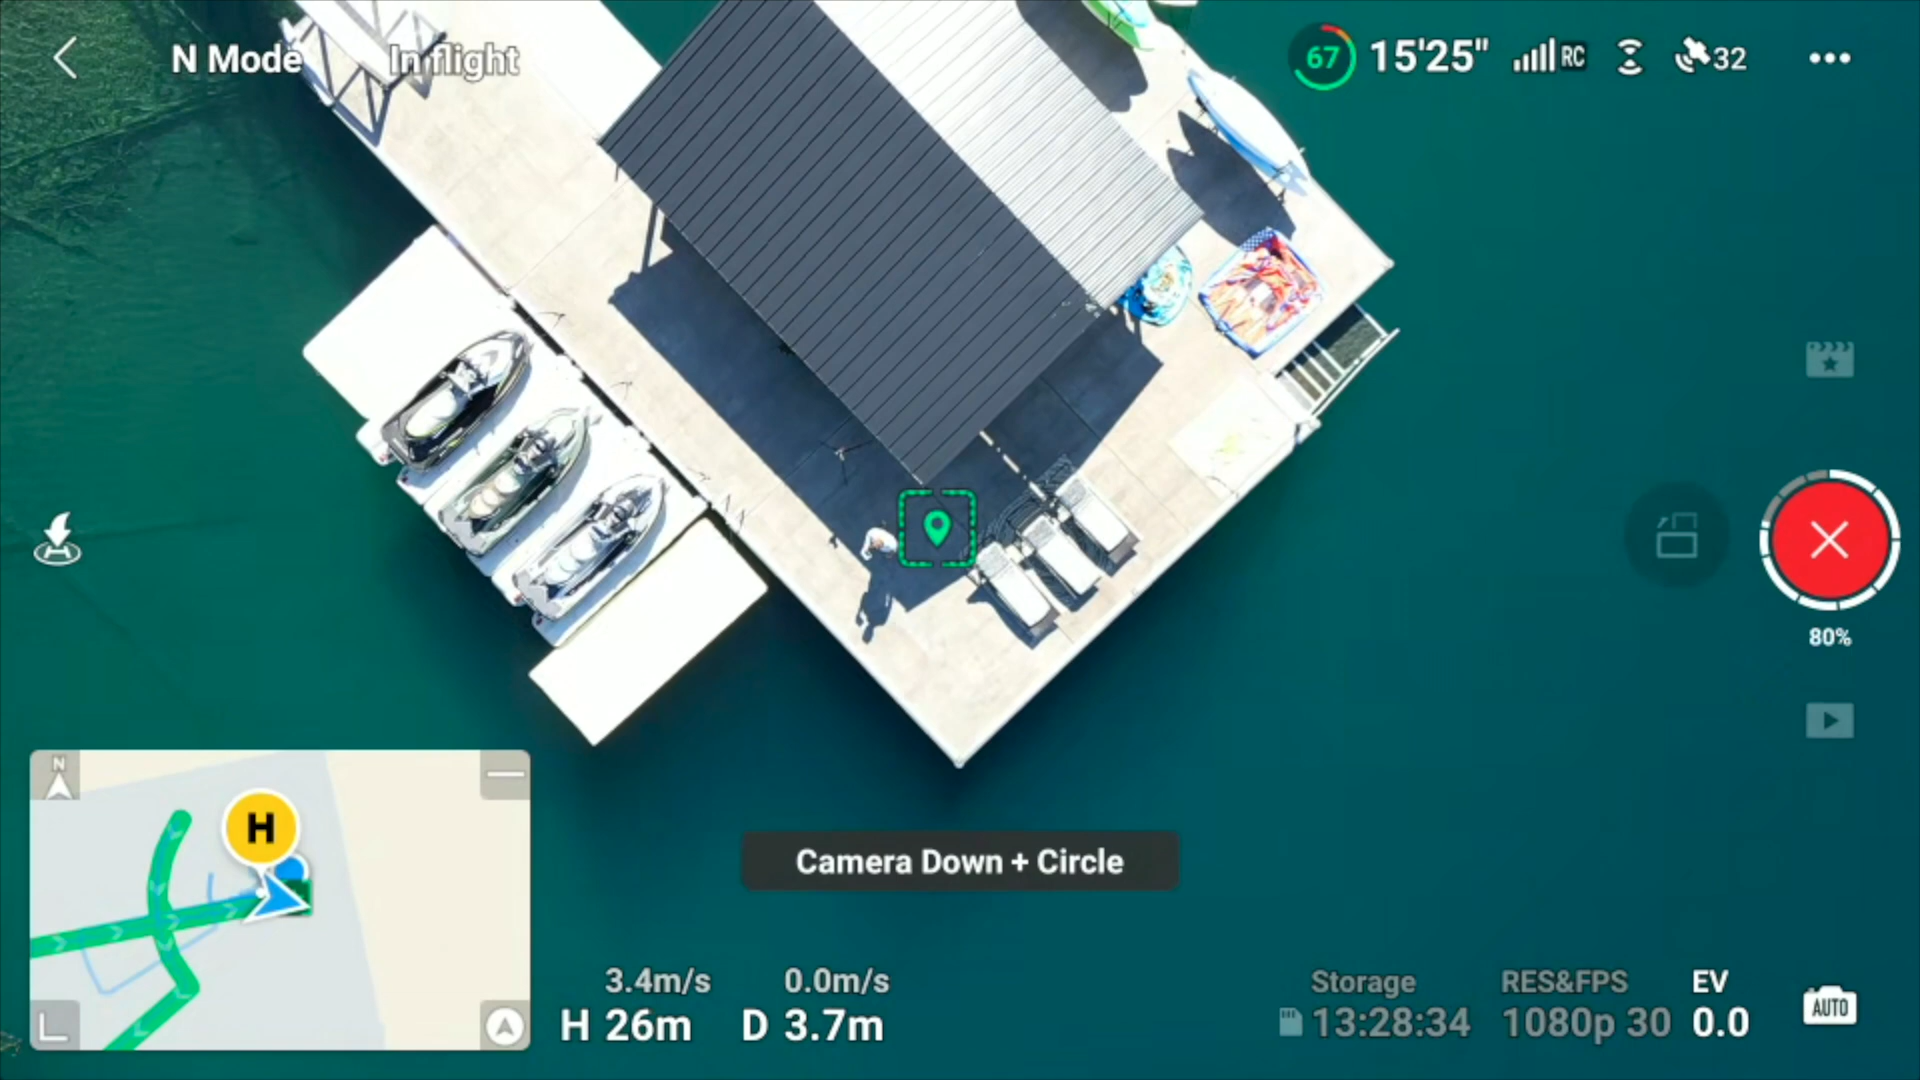 N Mode
In flight
67
15'25"
RC
32
80%
N
H
Camera Down + Circle
3.4m/s
0.0m/s
H 26m
D 3.7m
Storage
13:28:34
RES&FPS
1080p 30
EV
0.0
AUTO